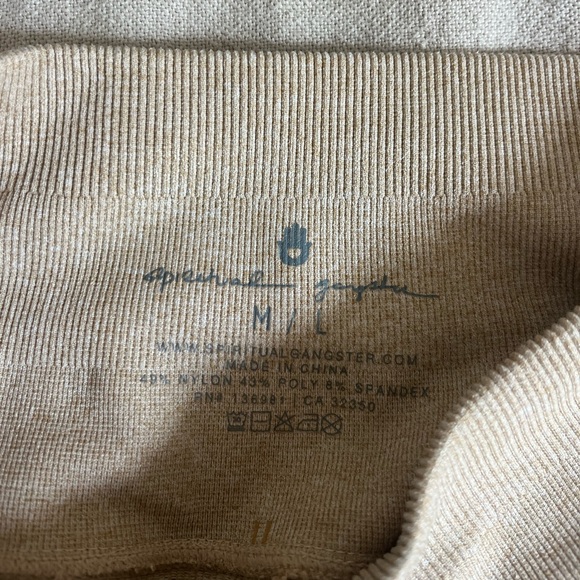 spiritual gangster
M / L
WWW.SPIRITUALGANGSTER.COM
MADE IN CHINA
49% NYLON 43% POLY 8% SPANDEX
RN# 136981 CA 32350